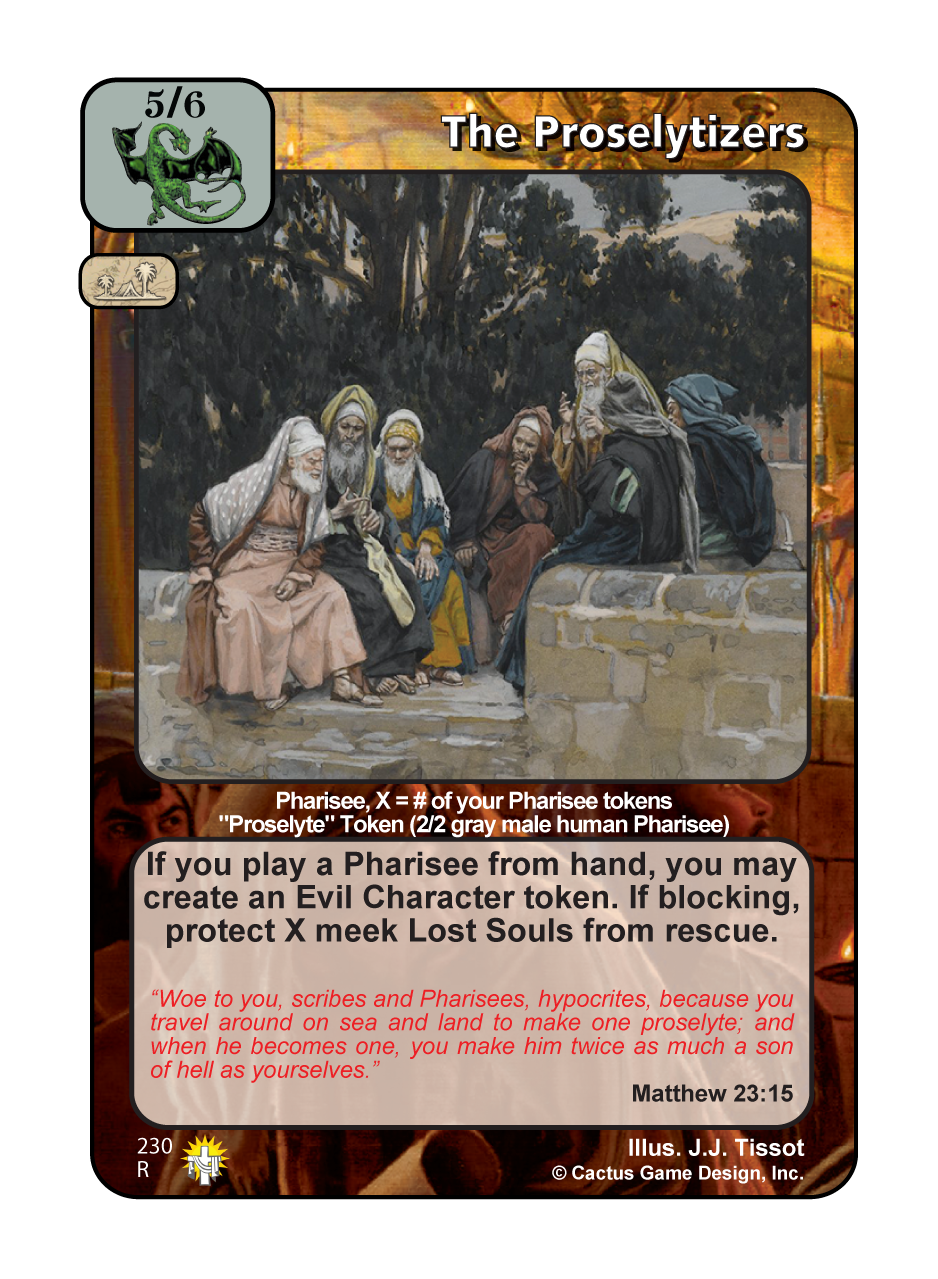 5/6
The Proselytizers
Pharisee, X = # of your Pharisee tokens
"Proselyte" Token (2/2 gray male human Pharisee)
If you play a Pharisee from hand, you may
create an Evil Character token. If blocking,
protect X meek Lost Souls from rescue.
“Woe to you, scribes and Pharisees, hypocrites, because you
travel around on sea and land to make one proselyte; and
when he becomes one, you make him twice as much a son
of hell as yourselves.”
Matthew 23:15
230
R
Illus. J.J. Tissot
© Cactus Game Design, Inc.